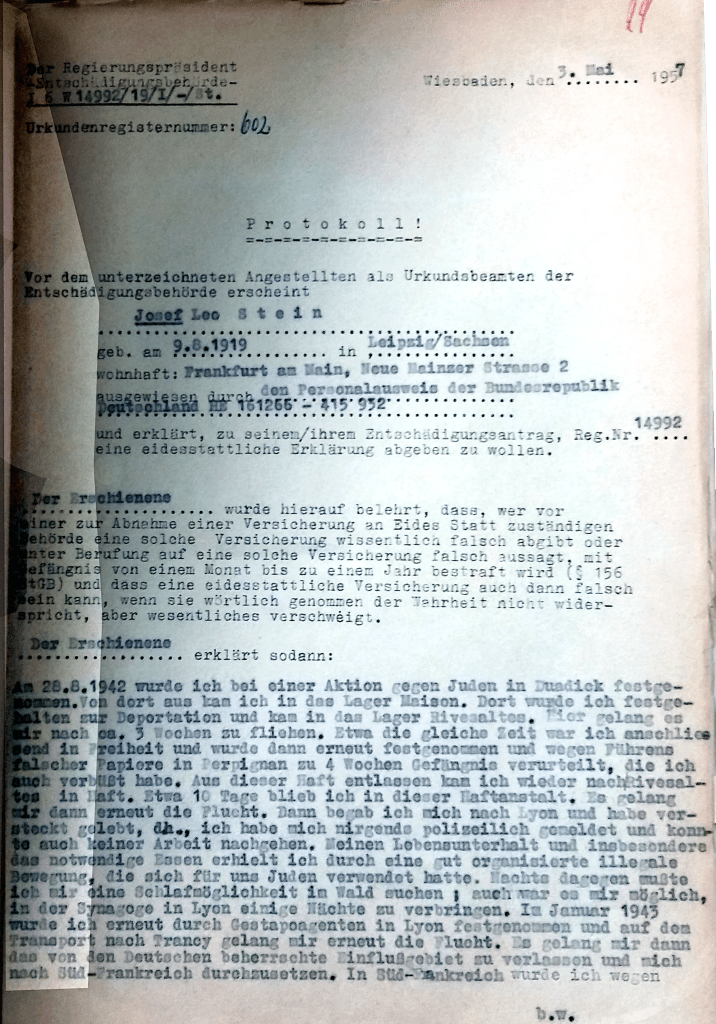 19
Der Regierungspräsident
-Entschädigungsbehörde-
I 6 W 14992/19/I/-/St.
Wiesbaden, den 3. Mai 1957
Urkundenregisternummer: 602
Protokoll!
=-=-=-=-=-=-=-=-=
Vor dem unterzeichneten Angestellten als Urkundsbeamten der
Entschädigungsbehörde erscheint
Josef Leo Stein
geb. am 9.8.1919 in Leipzig/Sachsen
wohnhaft: Frankfurt am Main, Neue Mainzer Strasse 2
ausgewiesen durch den Personalausweis der Bundesrepublik
Deutschland HE 161266 - 415 932
und erklärt, zu seinem/ihrem Entschädigungsantrag, Reg.Nr. 14992
eine eidesstattliche Erklärung abgeben zu wollen.
Der Erschienene wurde hierauf belehrt, dass, wer vor
einer zur Abnahme einer Versicherung an Eides Statt zuständigen
Behörde eine solche Versicherung wissentlich falsch abgibt oder
unter Berufung auf eine solche Versicherung falsch aussagt, mit
Gefängnis von einem Monat bis zu einem Jahr bestraft wird (§ 156
StGB) und dass eine eidesstattliche Versicherung auch dann falsch
sein kann, wenn sie wörtlich genommen der Wahrheit nicht wider-
spricht, aber wesentliches verschweigt.
Der Erschienene erklärt sodann:
Am 28.8.1942 wurde ich bei einer Aktion gegen Juden in Duadick festge-
nommen.Von dort aus kam ich in das Lager Maison. Dort wurde ich festge-
halten zur Deportation und kam in das Lager Rivesaltes. Hier gelang es
mir nach ca. 3 Wochen zu fliehen. Etwa die gleiche Zeit war ich anschlies
send in Freiheit und wurde dann erneut festgenommen und wegen Führens
falscher Papiere in Perpignan zu 4 Wochen Gefängnis verurteilt, die ich
auch verbüßt habe. Aus dieser Haft entlassen kam ich wieder nach Rivesal-
tes in Haft. Etwa 10 Tage blieb ich in dieser Haftanstalt. Es gelang
mir dann erneut die Flucht. Dann begab ich mich nach Lyon und habe ver-
steckt gelebt, d.h., ich habe mich nirgends polizeilich gemeldet und konn-
te auch keiner Arbeit nachgehen. Meinen Lebensunterhalt und insbesondere
das notwendige Essen erhielt ich durch eine gut organisierte illegale
Bewegung, die sich für uns Juden verwendet hatte. Nachts dagegen mußte
ich mir eine Schlafmöglichkeit im Wald suchen ; auch war es mir möglich,
in der Synagoge in Lyon einige Nächte zu verbringen. Im Januar 1943
wurde ich erneut durch Gestapoagenten in Lyon festgenommen und auf dem
Transport nach Trancy gelang mir erneut die Flucht. Es gelang mir dann
das von den Deutschen beherrschte Einflußgebiet zu verlassen und mich
nach Süd-Frankreich durchzusetzen. In Süd-Frankreich wurde ich wegen
b.w.